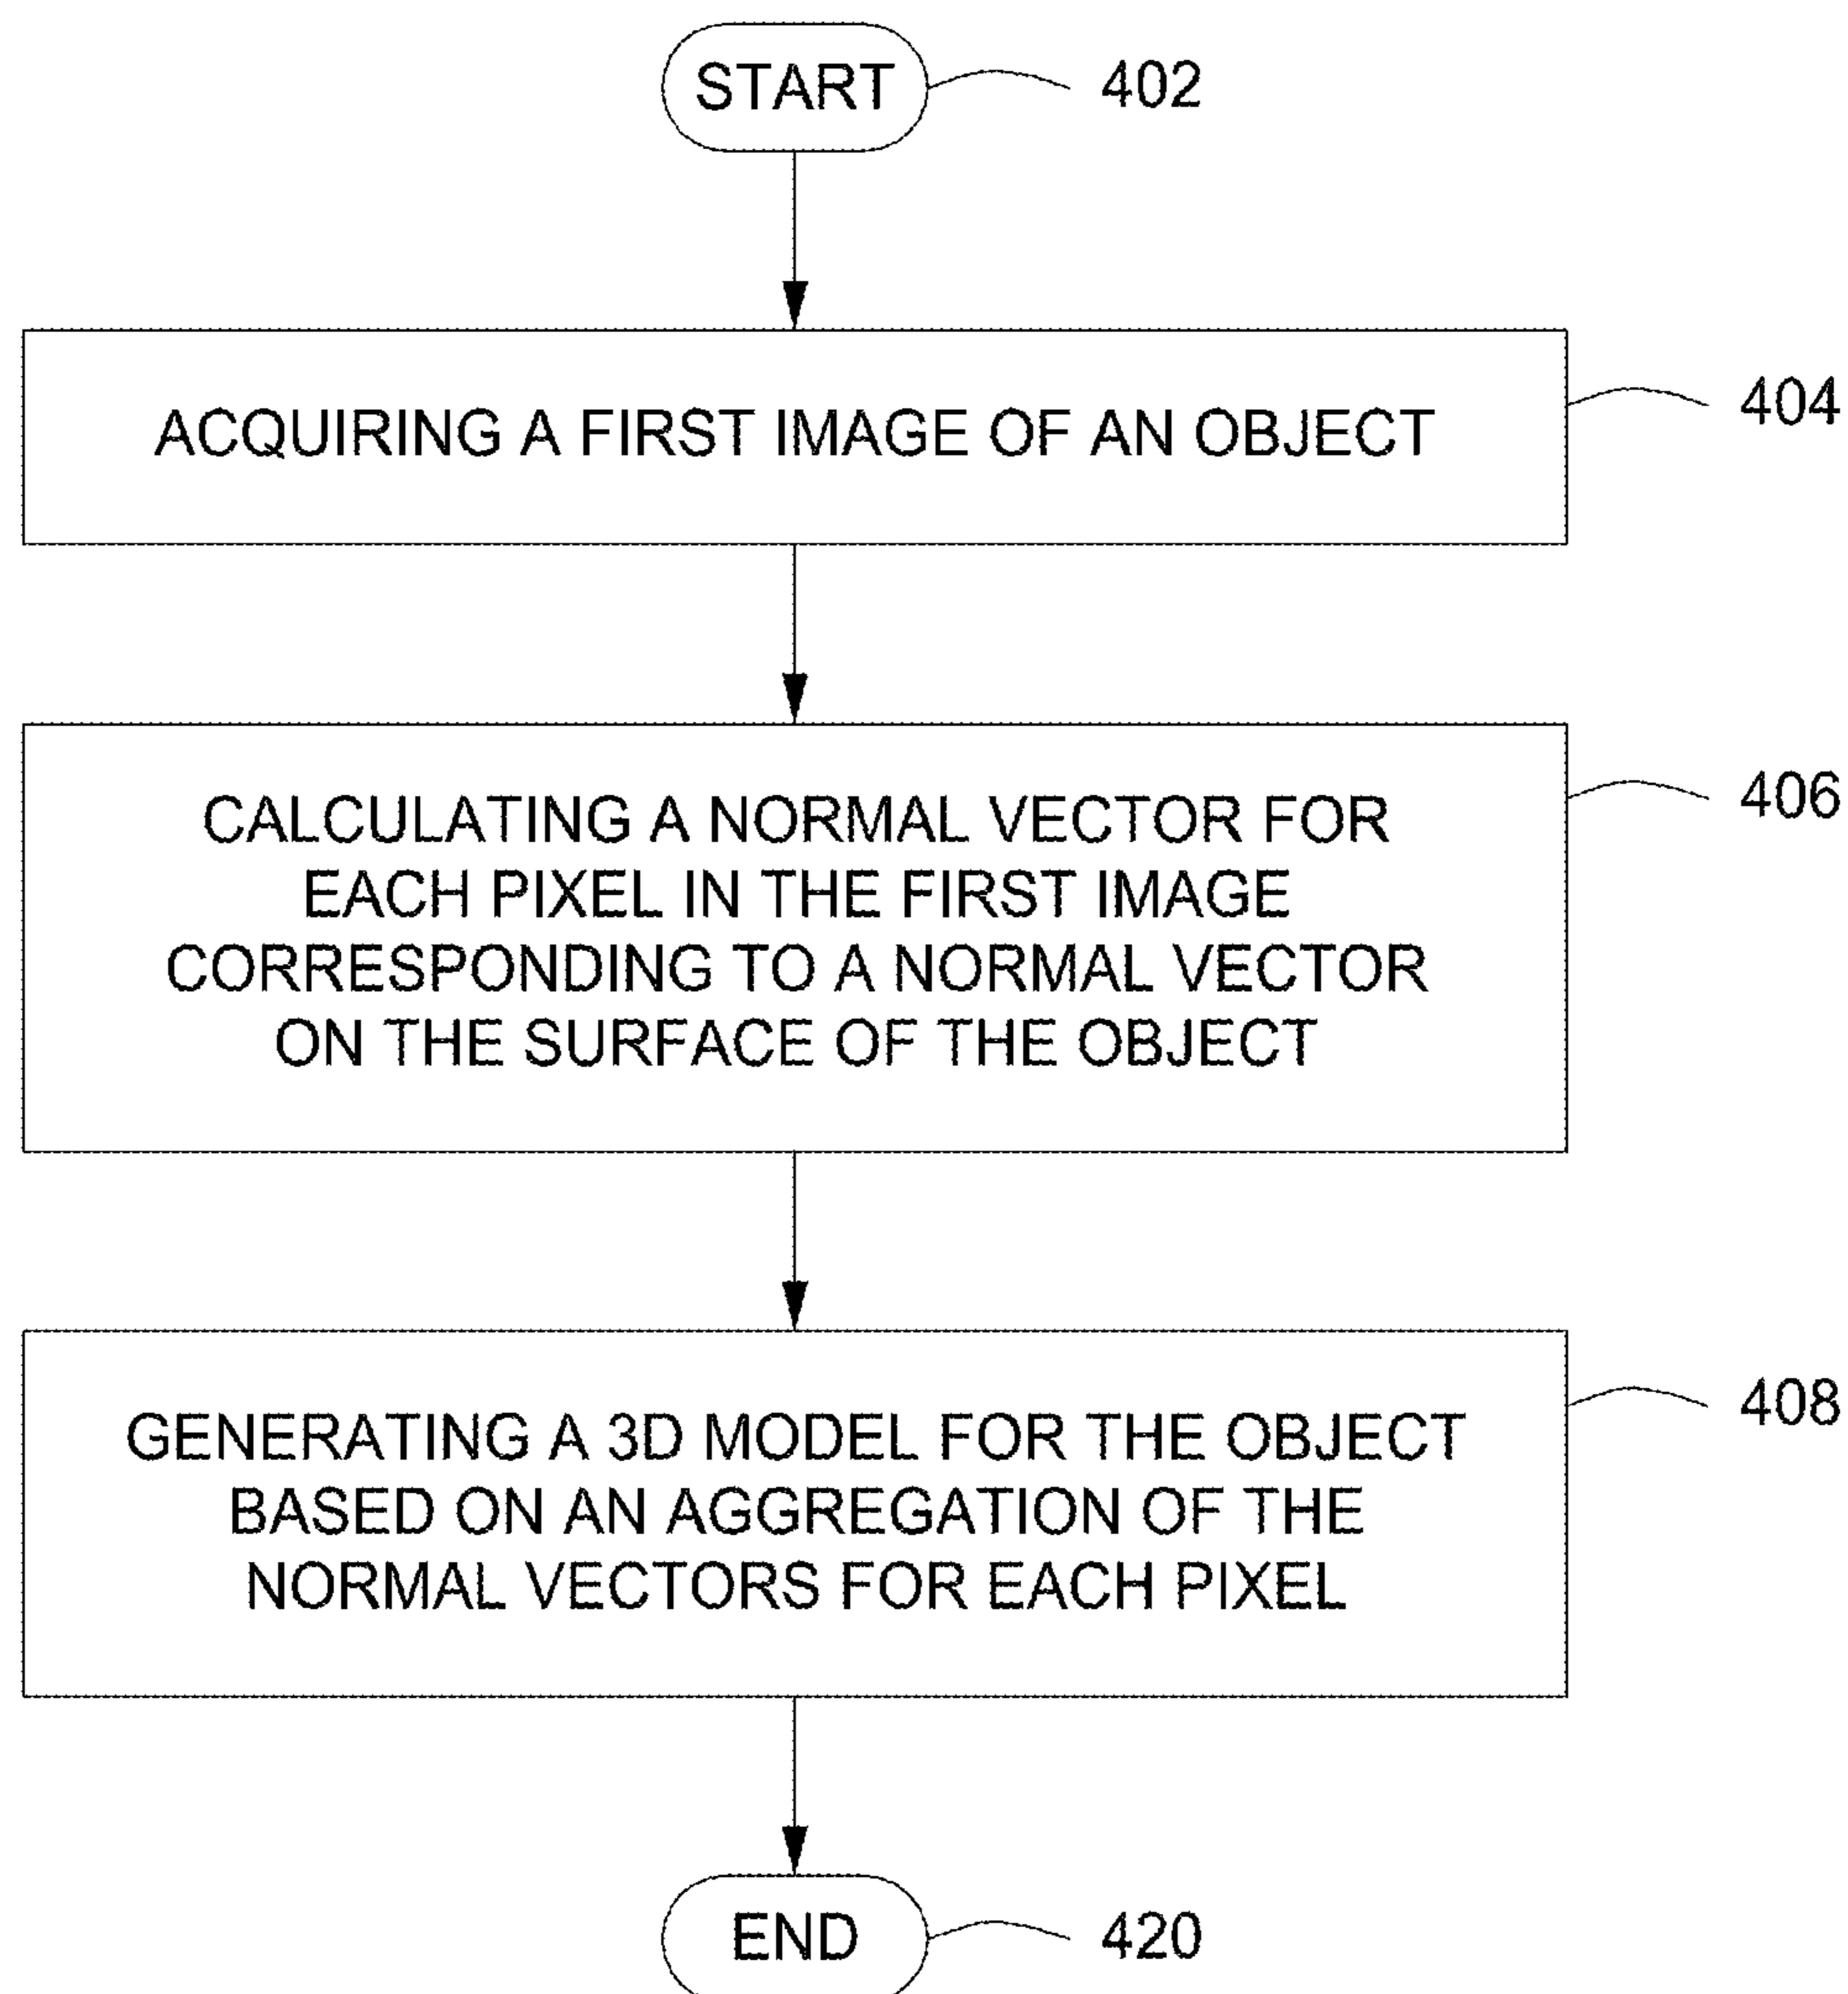 START
402
ACQUIRING A FIRST IMAGE OF AN OBJECT
404
CALCULATING A NORMAL VECTOR FOR
EACH PIXEL IN THE FIRST IMAGE
CORRESPONDING TO A NORMAL VECTOR
ON THE SURFACE OF THE OBJECT
406
GENERATING A 3D MODEL FOR THE OBJECT
BASED ON AN AGGREGATION OF THE
NORMAL VECTORS FOR EACH PIXEL
408
END
420